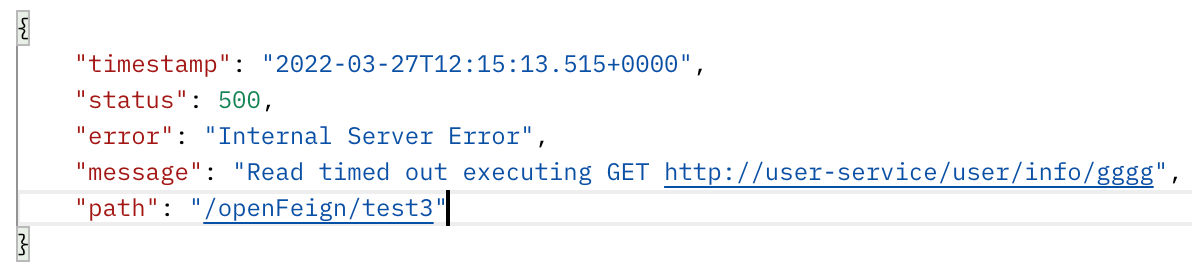 {
    "timestamp": "2022-03-27T12:15:13.515+0000",
    "status": 500,
    "error": "Internal Server Error",
    "message": "Read timed out executing GET http://user-service/user/info/gggg",
    "path": "/openFeign/test3"
}